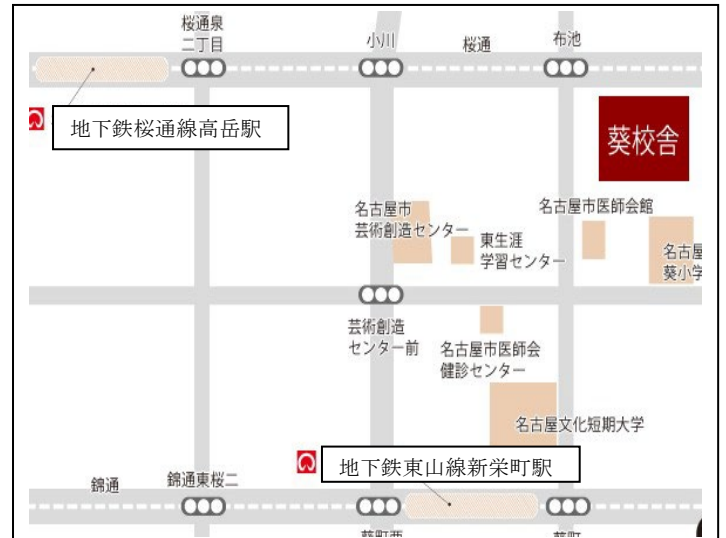 桜通泉
二丁目
小川
桜通
布池
地下鉄桜通線高岳駅
葵校舎
名古屋市
芸術創造センター
東生涯
学習センター
名古屋市医師会館
名古屋
葵小学
芸術創造
センター前
名古屋市医師会
健診センター
名古屋文化短期大学
地下鉄東山線新栄町駅
錦通
錦通東桜二